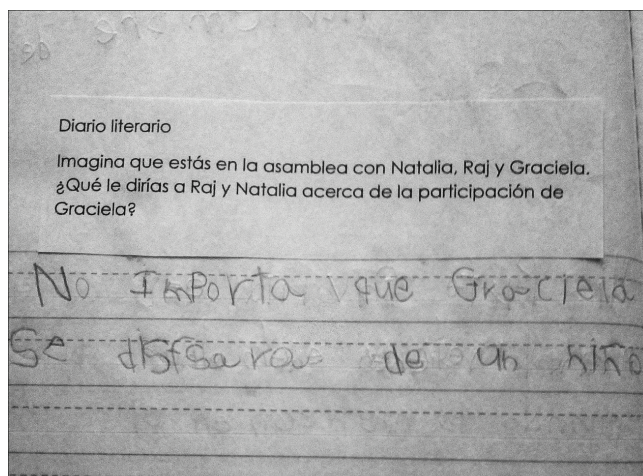 Diario literario
Imagina que estás en la asamblea con Natalia, Raj y Graciela.
¿Qué le dirías a Raj y Natalia acerca de la participación de
Graciela?
No Importa que Graciela
Se disfsara de un niño